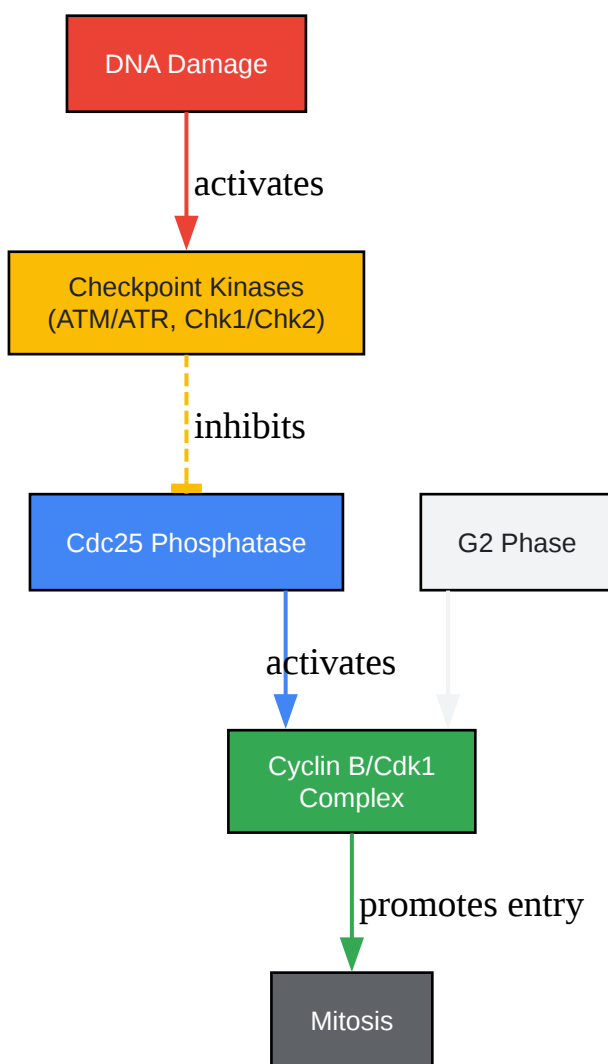 DNA Damage
activates
Checkpoint Kinases
(ATM/ATR, Chk1/Chk2)
inhibits
Cdc25 Phosphatase
G2 Phase
activates
Cyclin B/Cdk1
Complex
promotes entry
Mitosis